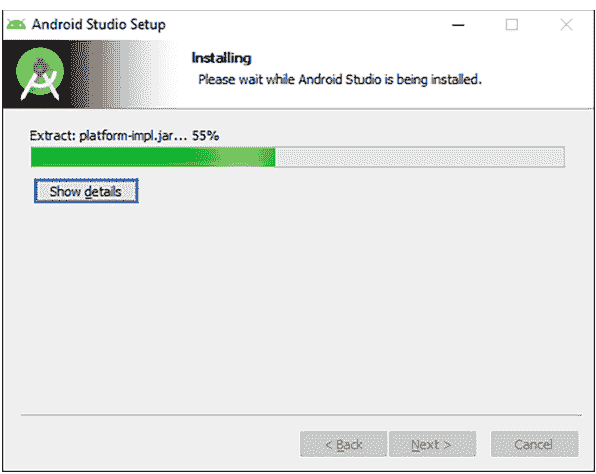 Android Studio Setup
Installing
Please wait while Android Studio is being installed.
Extract: platform-impl.jar... 55%
Show details
< Back
Next >
Cancel